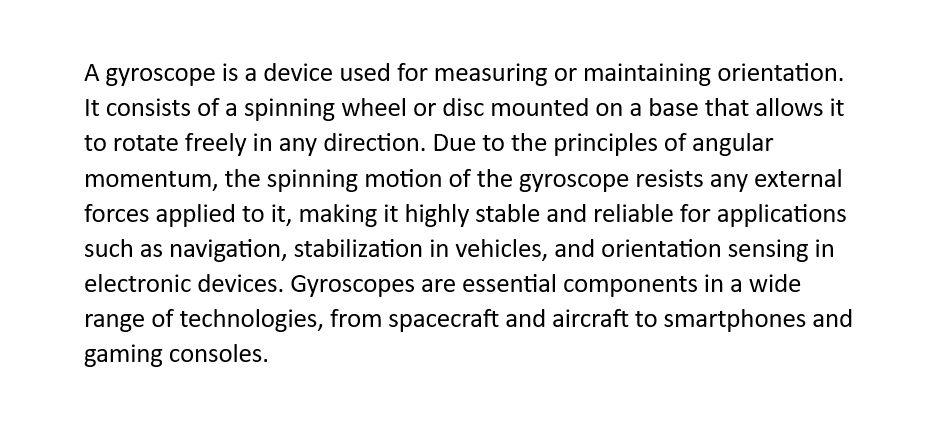 A gyroscope is a device used for measuring or maintaining orientation.
It consists of a spinning wheel or disc mounted on a base that allows it
to rotate freely in any direction. Due to the principles of angular
momentum, the spinning motion of the gyroscope resists any external
forces applied to it, making it highly stable and reliable for applications
such as navigation, stabilization in vehicles, and orientation sensing in
electronic devices. Gyroscopes are essential components in a wide
range of technologies, from spacecraft and aircraft to smartphones and
gaming consoles.